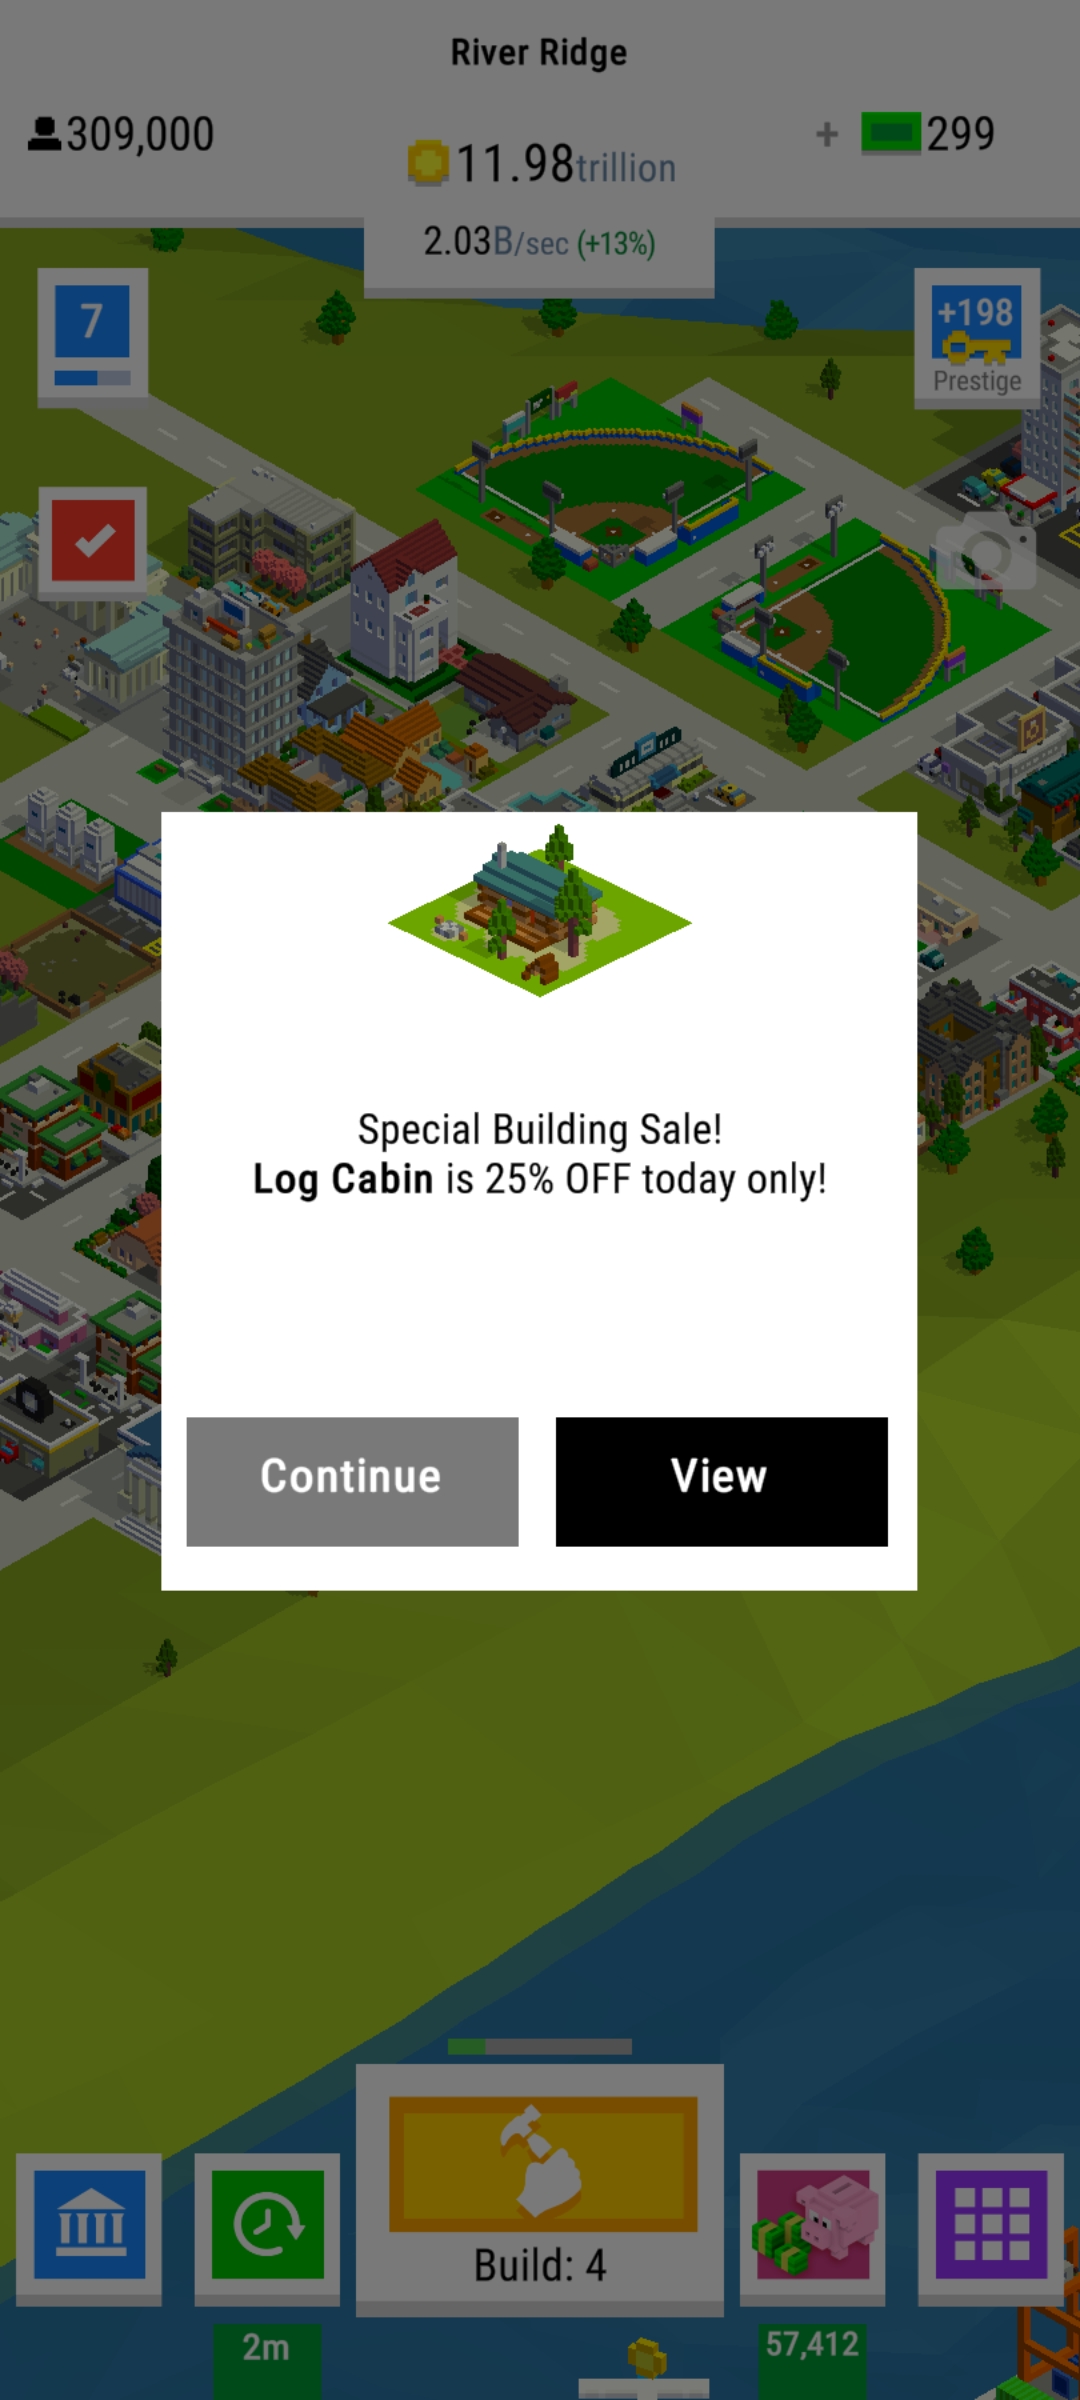 River Ridge
309,000
11.98trillion
+ 299
2.03B/sec (+13%)
7
+198
Prestige
Special Building Sale!
Log Cabin is 25% OFF today only!
Continue
View
Build: 4
2m
57,412